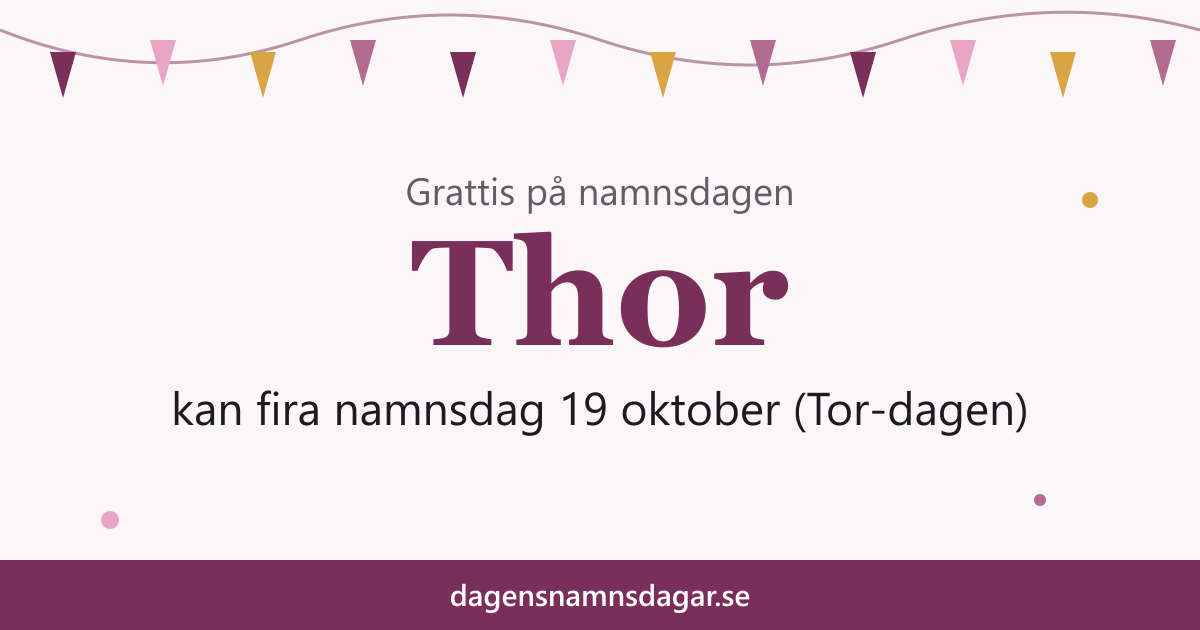 Grattis på namnsdagen
Thor
kan fira namnsdag 19 oktober (Tor-dagen)
dagensnamnsdagar.se